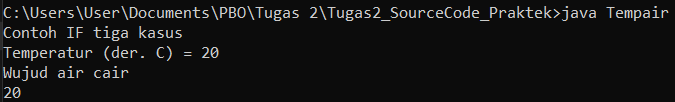 C:\Users\User\Documents\PBO\Tugas 2\Tugas2_SourceCode_Praktek>java Tempair
Contoh IF tiga kasus
Temperatur (der. C) = 20
Wujud air cair
20